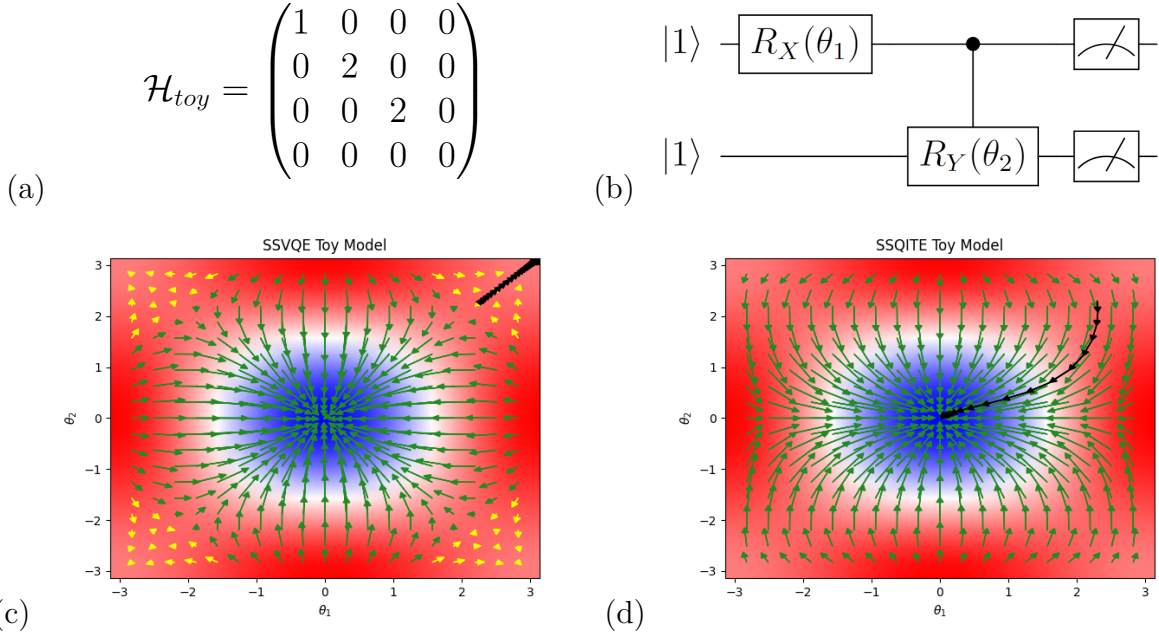 H_toy =
1 0 0 0
0 2 0 0
0 0 2 0
0 0 0 0
(a)
|1⟩ R_X(θ_1)
|1⟩ R_Y(θ_2)
(b)
SSVQE Toy Model
3
2
1
0
−1
−2
−3
θ_2
−3 −2 −1 0 1 2 3
θ_1
(c)
SSQITE Toy Model
3
2
1
0
−1
−2
−3
θ_2
−3 −2 −1 0 1 2 3
θ_1
(d)